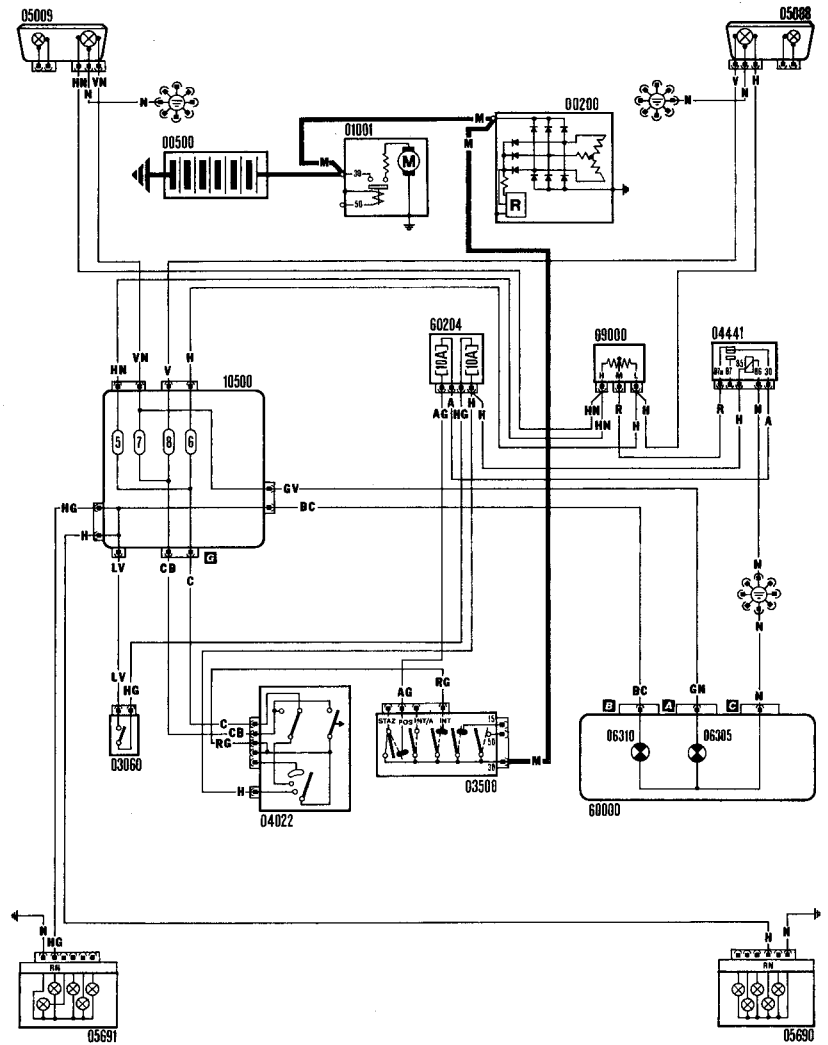 05009
05088
HN
VN
N
N
V
H
N
N
00500
01001
M
30
50
M
M
M
00200
R
HN
VN
V
H
10500
60204
10A
10A
A
H
AG
HG
H
69000
H M L
HN
R
H
HN
H
04441
87a 87
85
86 30
R
H
N
A
5
7
8
6
GV
BC
HG
H
LV
CB
G
C
N
N
LV
HG
03060
C
CB
RG
H
04022
AG
RG
STAZ
POS
INT/A
INT
15
50
30
M
03508
B
BC
A
GN
C
N
06310
06305
60000
N
HG
RN
05691
H
N
RN
05690